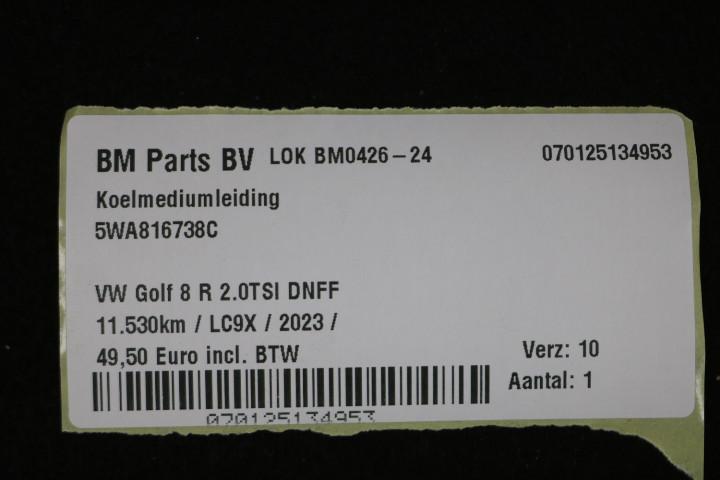 BM Parts BV LOK BM0426-24 070125134953
Koelmediumleiding
5WA816738C
VW Golf 8 R 2.0TSI DNFF
11.530km / LC9X / 2023 /
49,50 Euro incl. BTW
Verz: 10
Aantal: 1
070125134953